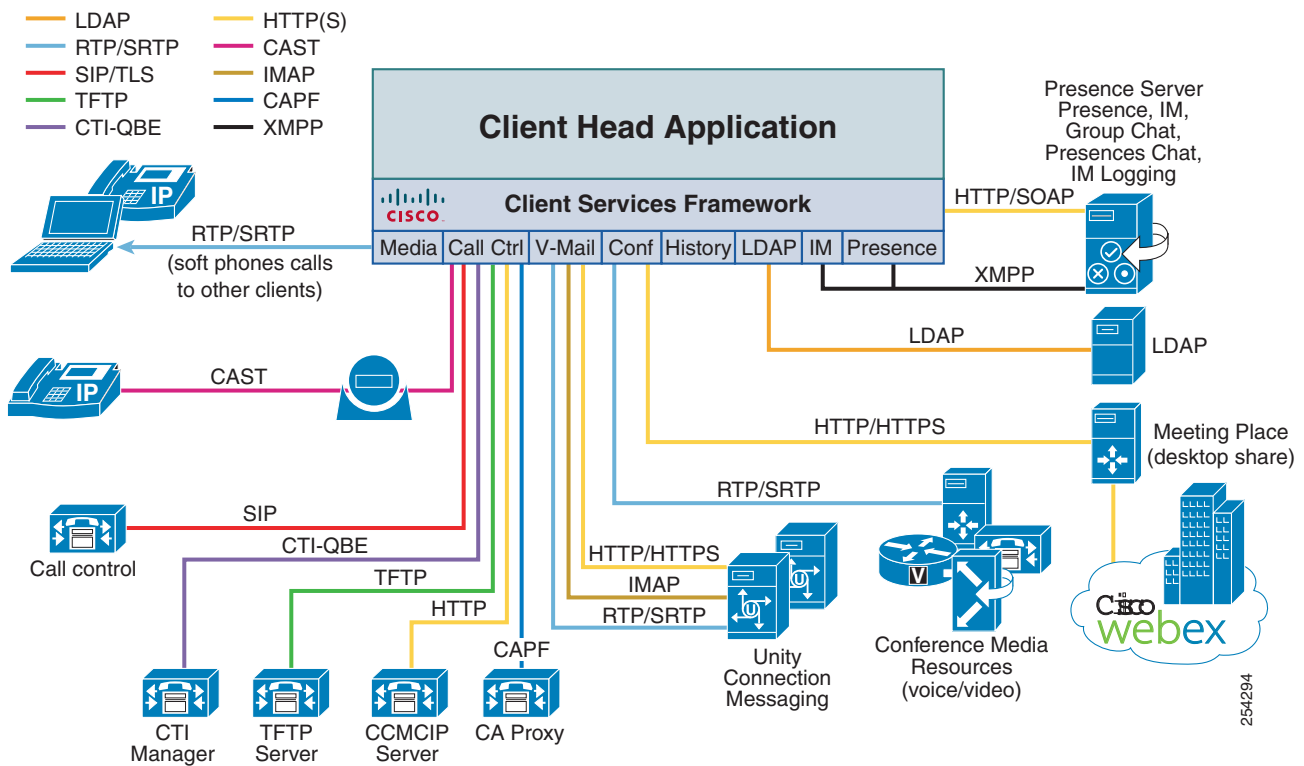 LDAP
RTP/SRTP
SIP/TLS
TFTP
CTI-QBE
HTTP(S)
CAST
IMAP
CAPF
XMPP
Client Head Application
CISCO
Client Services Framework
Media
Call Ctrl
V-Mail
Conf
History
LDAP
IM
Presence
Presence Server
Presence, IM,
Group Chat,
Presences Chat,
IM Logging
HTTP/SOAP
XMPP
IP
RTP/SRTP
(soft phones calls
to other clients)
LDAP
LDAP
IP
CAST
HTTP/HTTPS
Meeting Place
(desktop share)
RTP/SRTP
SIP
Call control
CTI-QBE
TFTP
HTTP
CAPF
HTTP/HTTPS
IMAP
RTP/SRTP
U
U
V
Cisco
webex
Unity
Connection
Messaging
Conference Media
Resources
(voice/video)
CTI
Manager
TFTP
Server
CCMCIP
Server
CA Proxy
254294